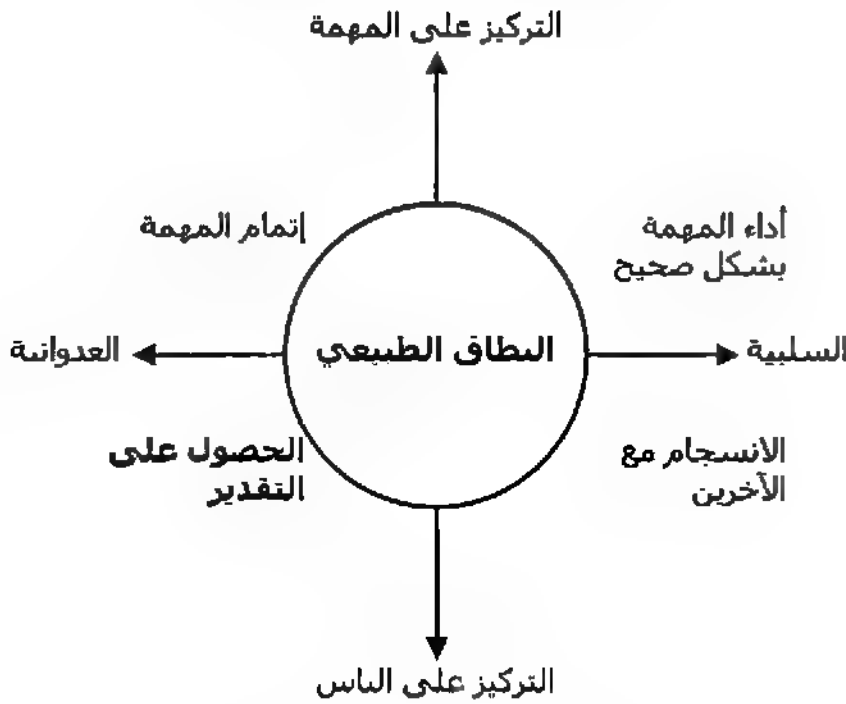 التركيز على المهمة
أداء المهمة
بشكل صحيح
إتمام المهمة
السلبية
النطاق الطبيعي
العدوانية
الانسجام مع
الآخرين
الحصول على
التقدير
التركيز على الناس